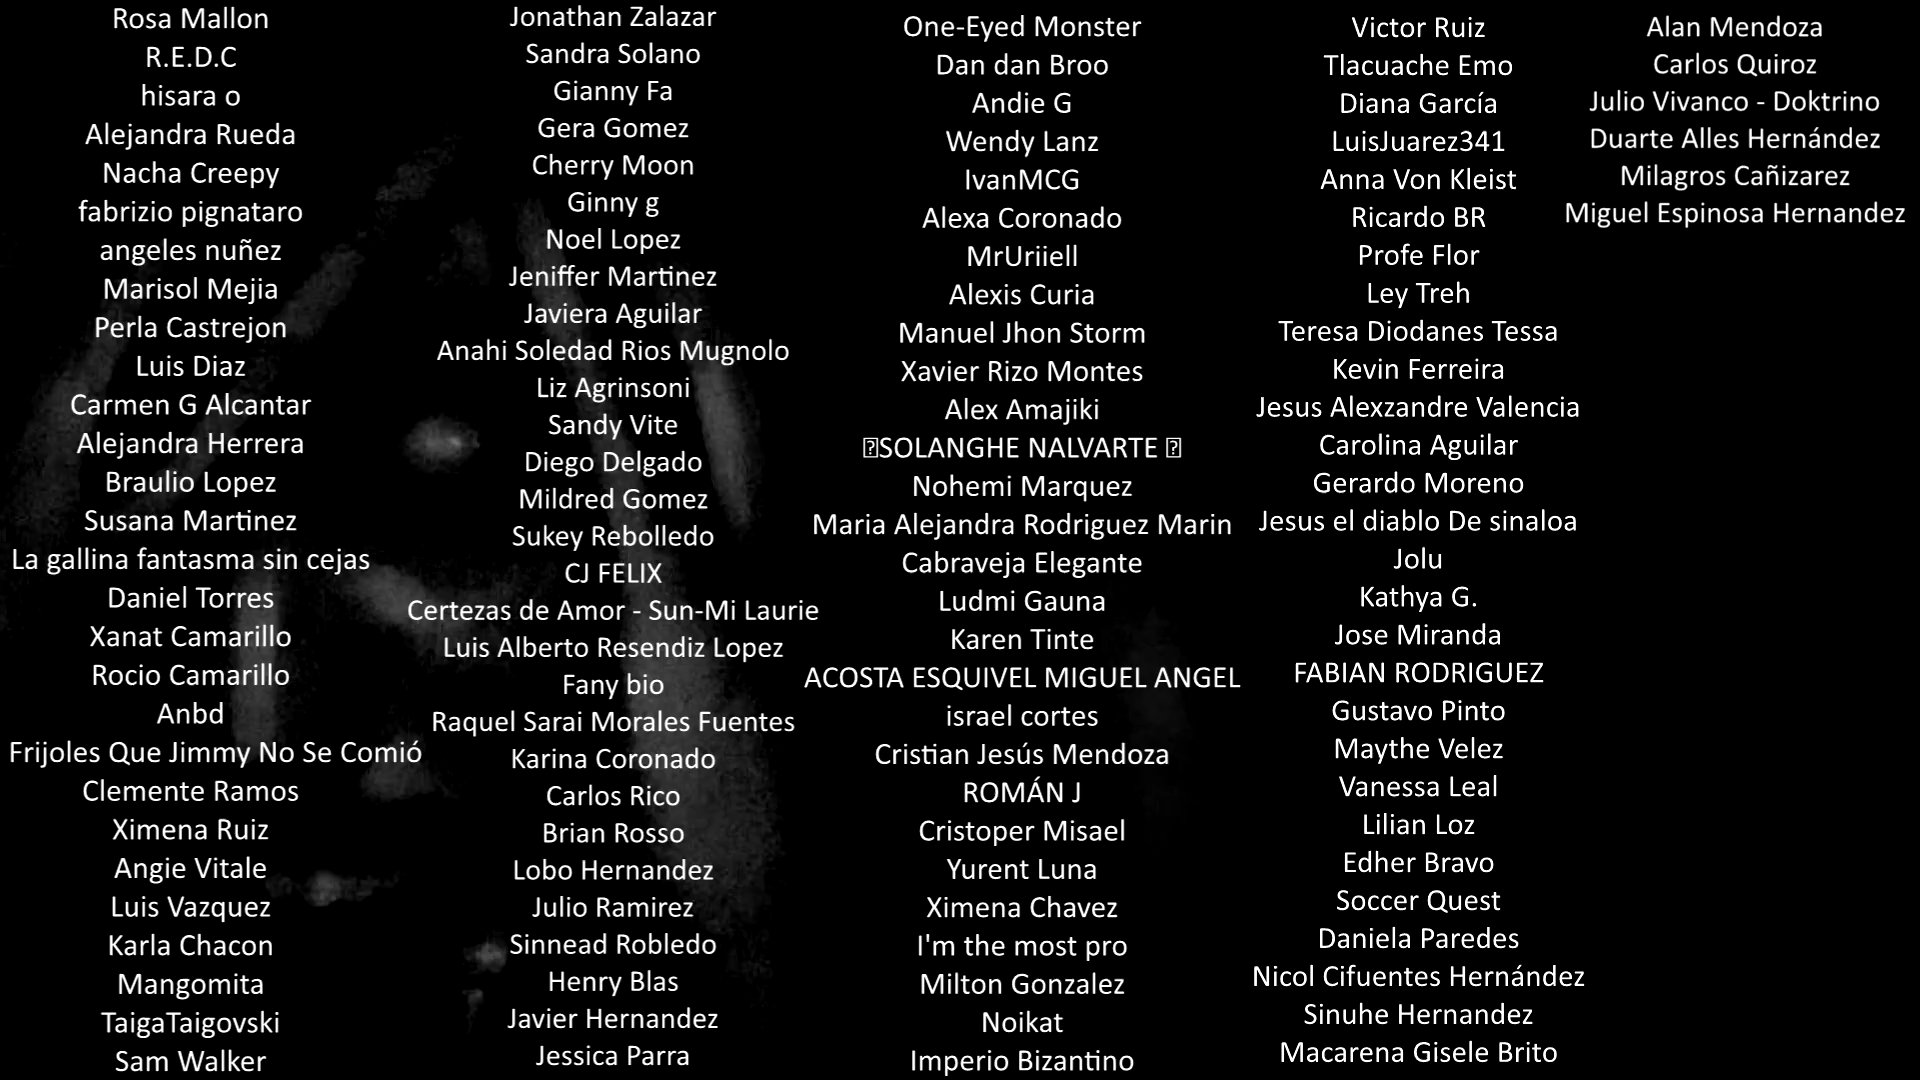 Rosa Mallon
R.E.D.C
hisara o
Alejandra Rueda
Nacha Creepy
fabrizio pignataro
angeles nuñez
Marisol Mejia
Perla Castrejon
Luis Diaz
Carmen G Alcantar
Alejandra Herrera
Braulio Lopez
Susana Martinez
La gallina fantasma sin cejas
Daniel Torres
Xanat Camarillo
Rocio Camarillo
Anbd
Frijoles Que Jimmy No Se Comió
Clemente Ramos
Ximena Ruiz
Angie Vitale
Luis Vazquez
Karla Chacon
Mangomita
TaigaTaigovski
Sam Walker
Jonathan Zalazar
Sandra Solano
Gianny Fa
Gera Gomez
Cherry Moon
Ginny g
Noel Lopez
Jeniffer Martinez
Javiera Aguilar
Anahi Soledad Rios Mugnolo
Liz Agrinsoni
Sandy Vite
Diego Delgado
Mildred Gomez
Sukey Rebolledo
CJ FELIX
Certezas de Amor - Sun-Mi Laurie
Luis Alberto Resendiz Lopez
Fany bio
Raquel Sarai Morales Fuentes
Karina Coronado
Carlos Rico
Brian Rosso
Lobo Hernandez
Julio Ramirez
Sinnead Robledo
Henry Blas
Javier Hernandez
Jessica Parra
One-Eyed Monster
Dan dan Broo
Andie G
Wendy Lanz
IvanMCG
Alexa Coronado
MrUriiell
Alexis Curia
Manuel Jhon Storm
Xavier Rizo Montes
Alex Amajiki
SOLANGHE NALVARTE
Nohemi Marquez
Maria Alejandra Rodriguez Marin
Cabraveja Elegante
Ludmi Gauna
Karen Tinte
ACOSTA ESQUIVEL MIGUEL ANGEL
israel cortes
Cristian Jesús Mendoza
ROMÁN J
Cristoper Misael
Yurent Luna
Ximena Chavez
I'm the most pro
Milton Gonzalez
Noikat
Imperio Bizantino
Victor Ruiz
Tlacuache Emo
Diana García
LuisJuarez341
Anna Von Kleist
Ricardo BR
Profe Flor
Ley Treh
Teresa Diodanes Tessa
Kevin Ferreira
Jesus Alexzandre Valencia
Carolina Aguilar
Gerardo Moreno
Jesus el diablo De sinaloa
Jolu
Kathya G.
Jose Miranda
FABIAN RODRIGUEZ
Gustavo Pinto
Maythe Velez
Vanessa Leal
Lilian Loz
Edher Bravo
Soccer Quest
Daniela Paredes
Nicol Cifuentes Hernández
Sinuhe Hernandez
Macarena Gisele Brito
Alan Mendoza
Carlos Quiroz
Julio Vivanco - Doktrino
Duarte Alles Hernández
Milagros Cañizarez
Miguel Espinosa Hernandez